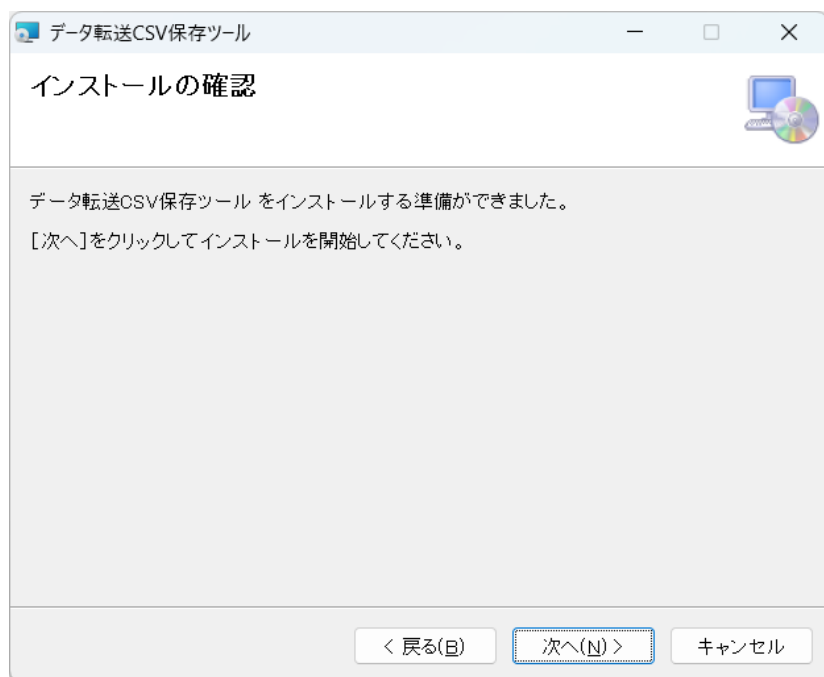 データ転送CSV保存ツール
インストールの確認
データ転送CSV保存ツール をインストールする準備ができました。
[次へ]をクリックしてインストールを開始してください。
< 戻る(B)
次へ(N) >
キャンセル